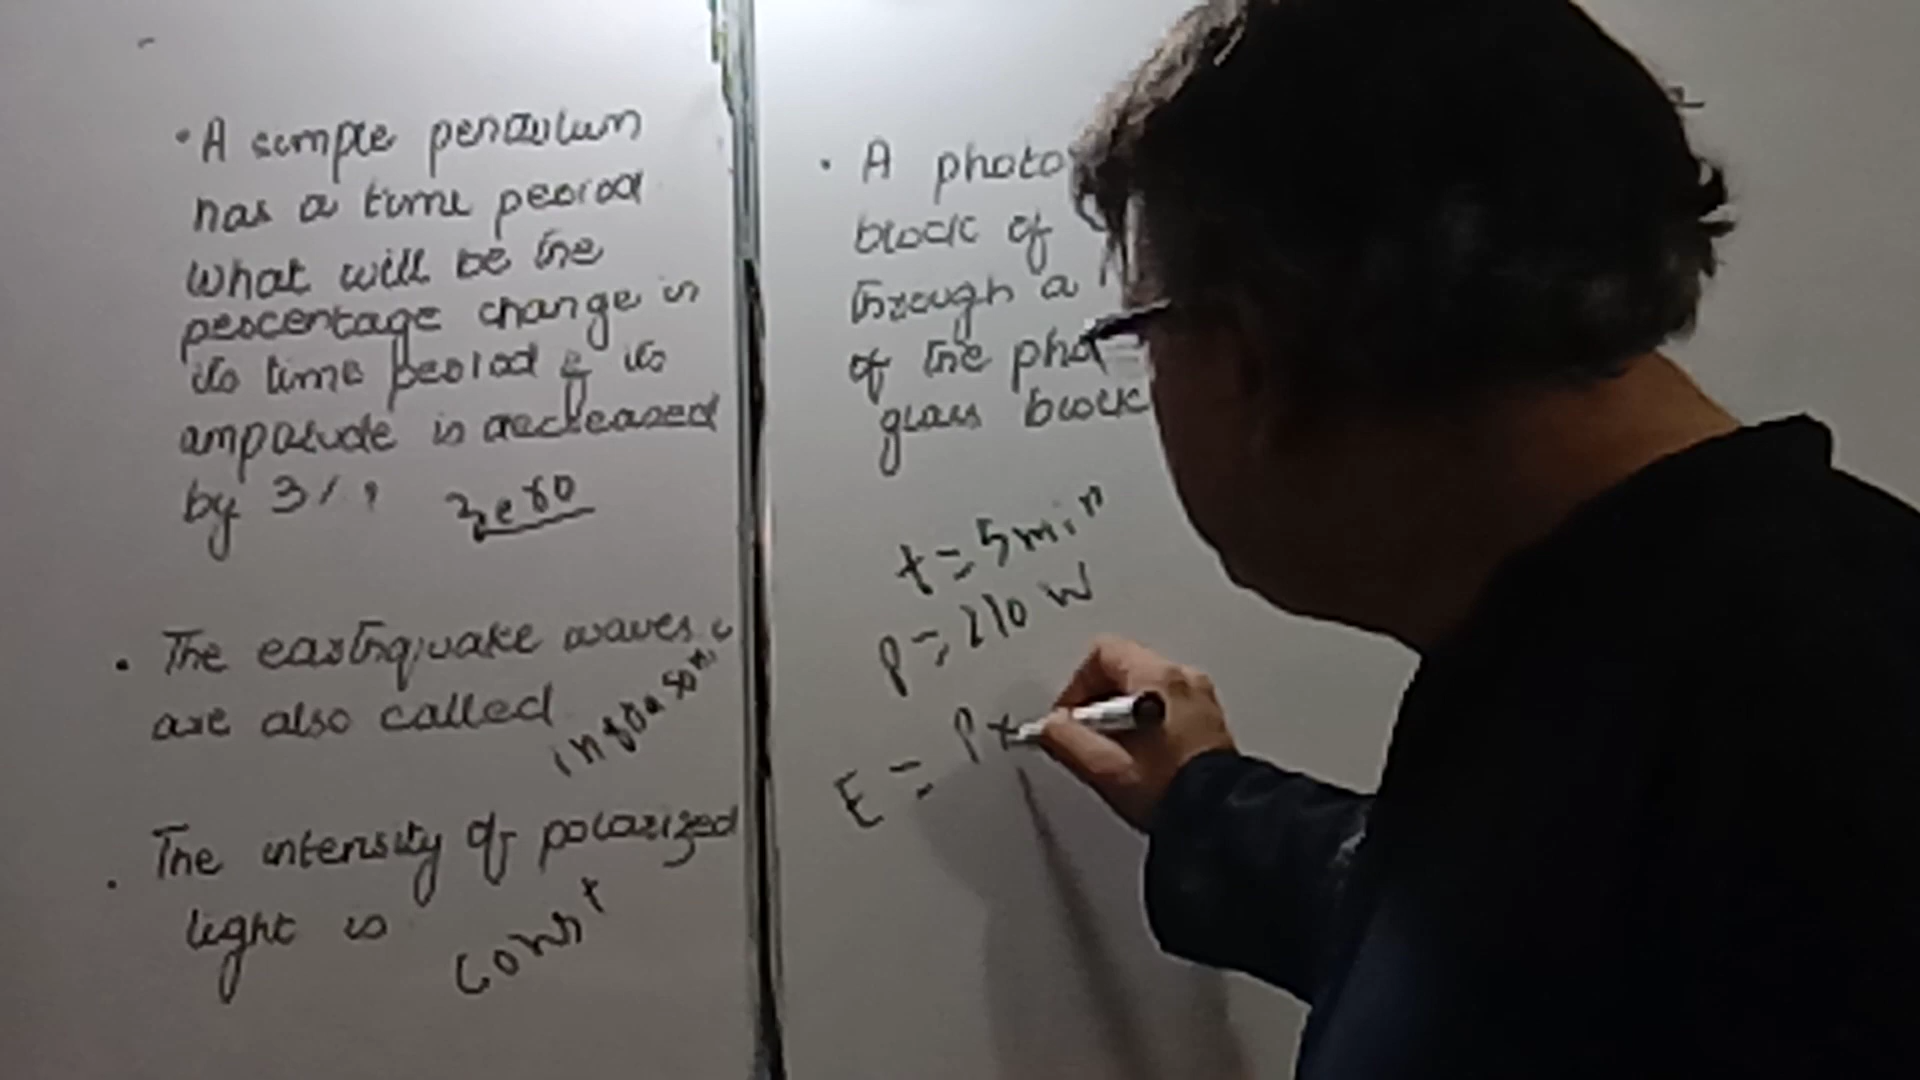 • A simple pendulum
has a time period
What will be the
percentage change in
its time period if its
amplitude is decreased
by 3% ? zero
• The earthquake waves
are also called infrasonic
• The intensity of polarized
light is const
• A photo
block of
through a
of the pho
glass block
t = 5 min
P = 210 W
E = P x